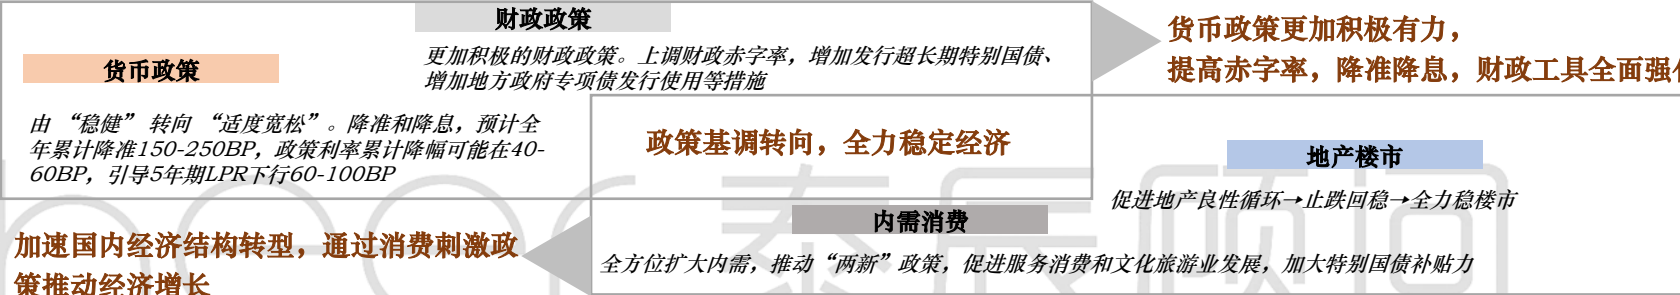 财政政策
更加积极的财政政策。上调财政赤字率，增加发行超长期特别国债、
增加地方政府专项债发行使用等措施
货币政策
由 “稳健” 转向 “适度宽松”。降准和降息，预计全
年累计降准150-250BP，政策利率累计降幅可能在40-
60BP，引导5年期LPR下行60-100BP
货币政策更加积极有力，
提高赤字率，降准降息，财政工具全面强
政策基调转向，全力稳定经济
地产楼市
促进地产良性循环→止跌回稳→全力稳楼市
内需消费
全方位扩大内需，推动“两新”政策，促进服务消费和文化旅游业发展，加大特别国债补贴力
加速国内经济结构转型，通过消费刺激政
策推动经济增长
泰辰顾问